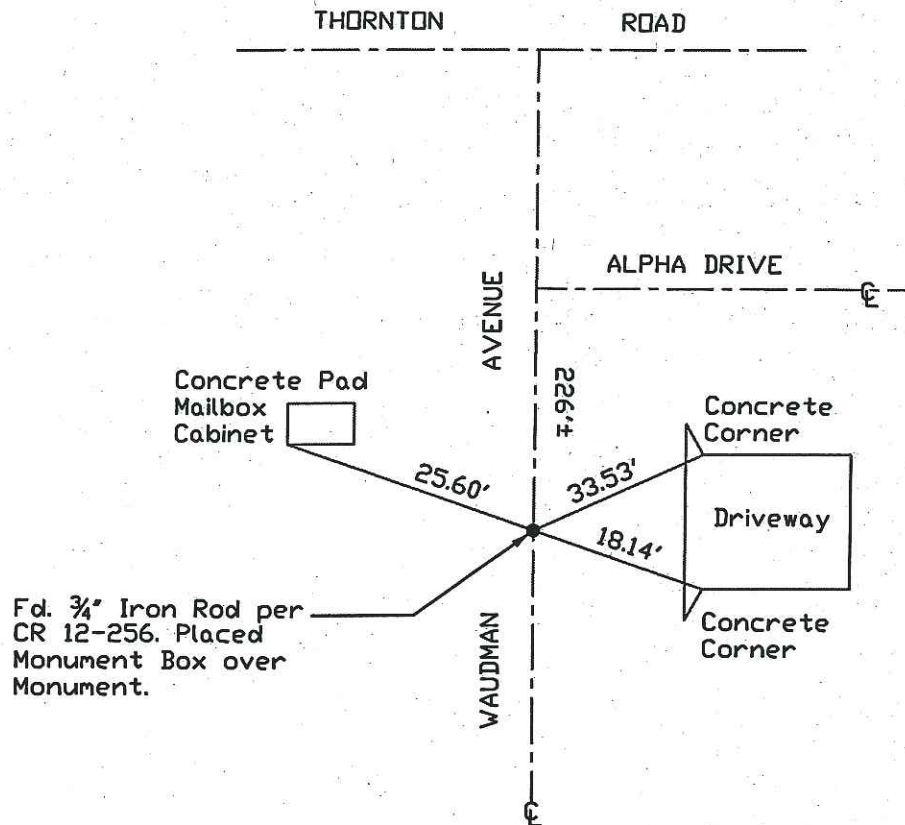 THORNTON ROAD
ALPHA DRIVE
℄
AVENUE
226'±
Concrete Pad
Mailbox
Cabinet
Concrete
Corner
25.60'
33.53'
Driveway
18.14'
Fd. ¾" Iron Rod per
CR 12-256. Placed
Monument Box over
Monument.
Concrete
Corner
WAUDMAN
℄